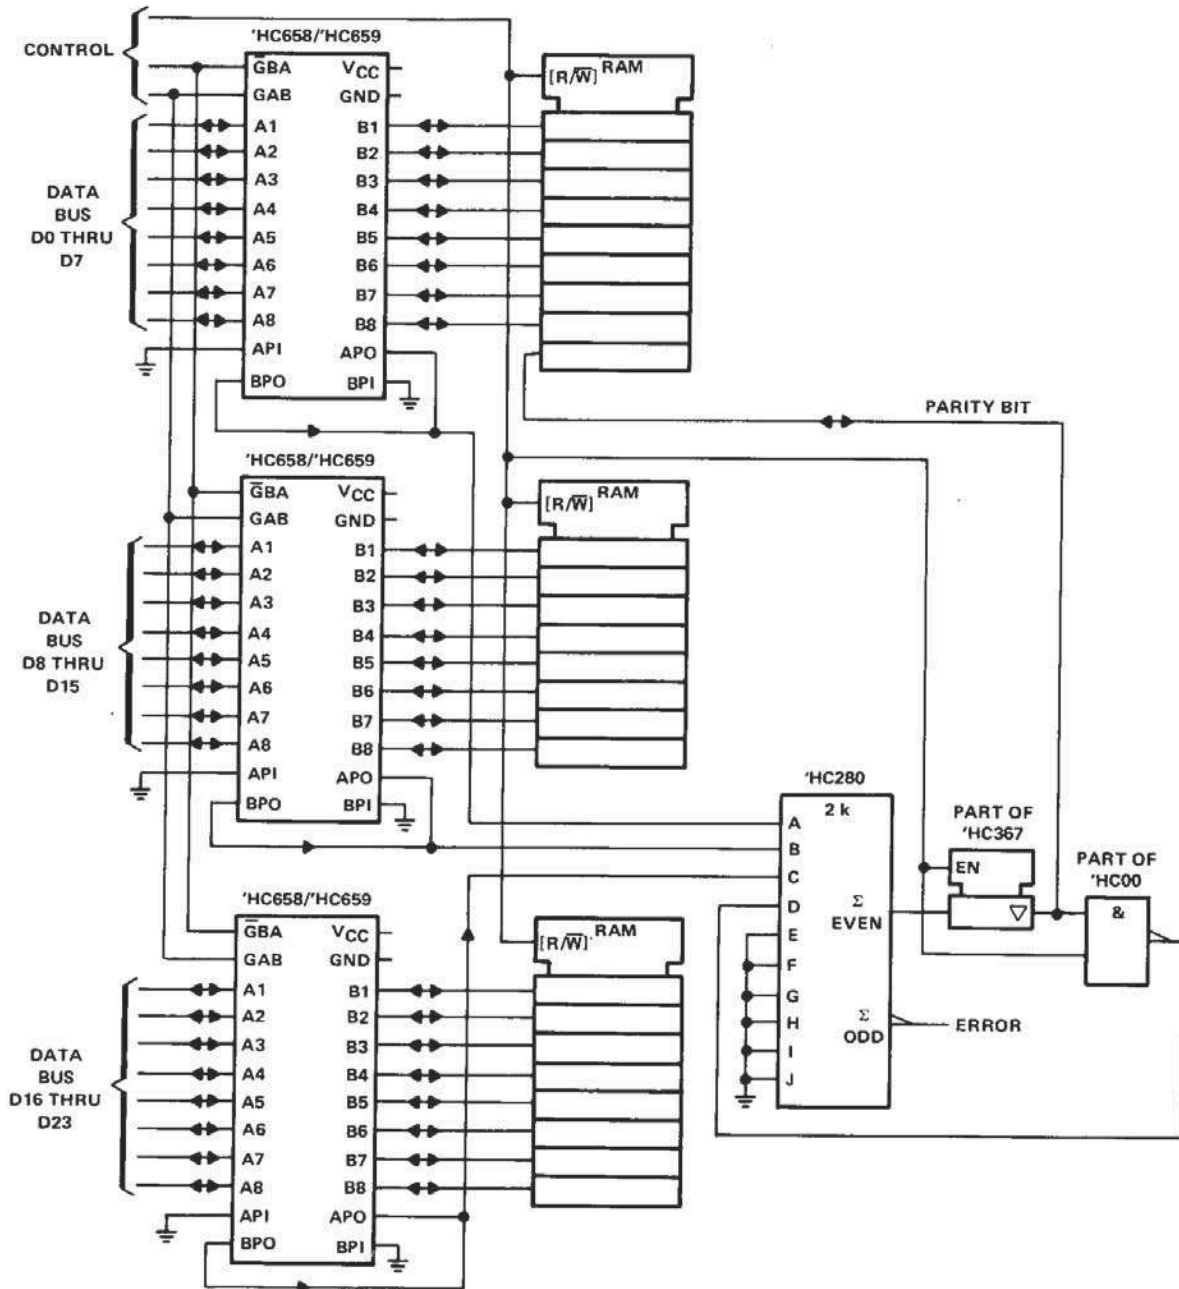 CONTROL
'HC658/'HC659
G̅BA
GAB
A1
A2
A3
A4
A5
A6
A7
A8
API
BPO
VCC
GND
B1
B2
B3
B4
B5
B6
B7
B8
APO
BPI
DATA
BUS
D0 THRU
D7
[R/W̅] RAM
PARITY BIT
'HC658/'HC659
G̅BA
GAB
A1
A2
A3
A4
A5
A6
A7
A8
API
BPO
VCC
GND
B1
B2
B3
B4
B5
B6
B7
B8
APO
BPI
DATA
BUS
D8 THRU
D15
[R/W̅] RAM
'HC658/'HC659
G̅BA
GAB
A1
A2
A3
A4
A5
A6
A7
A8
API
BPO
VCC
GND
B1
B2
B3
B4
B5
B6
B7
B8
APO
BPI
DATA
BUS
D16 THRU
D23
[R/W̅] RAM
'HC280
2 k
A
B
C
D
E
F
G
H
I
J
Σ
EVEN
Σ
ODD
ERROR
PART OF
'HC367
EN
PART OF
'HC00
&